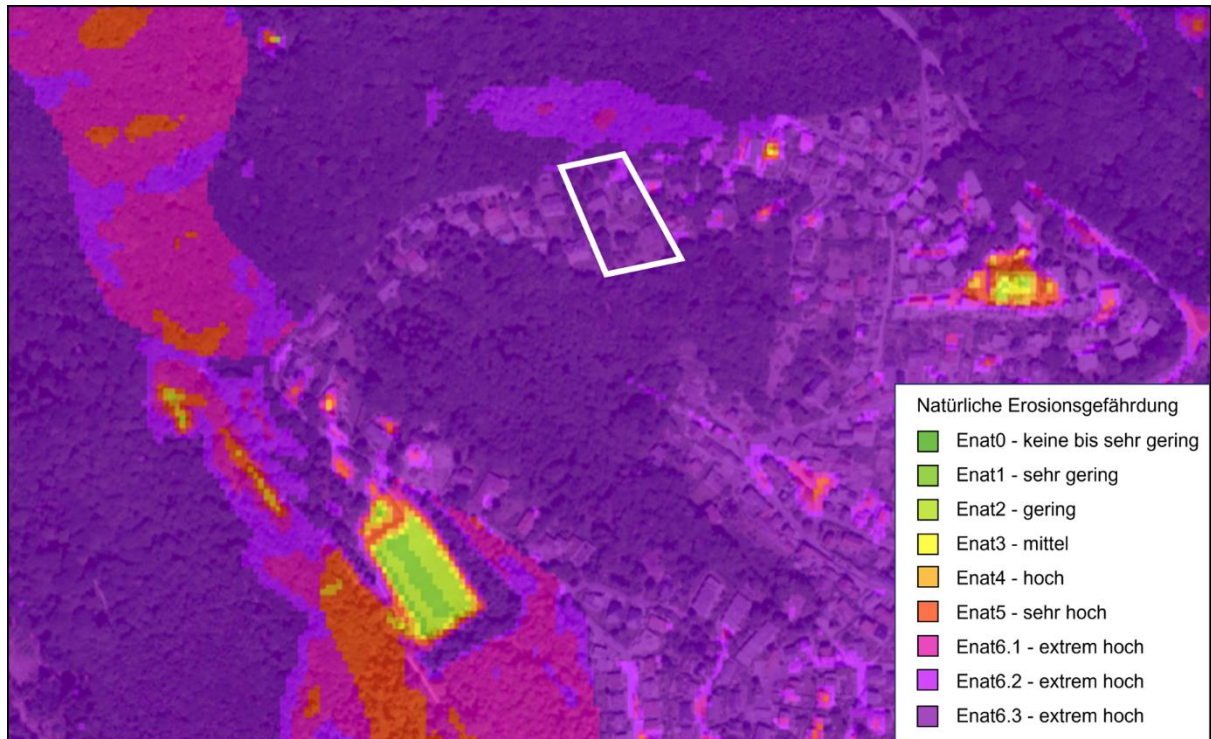 Natürliche Erosionsgefährdung
Enat0 - keine bis sehr gering
Enat1 - sehr gering
Enat2 - gering
Enat3 - mittel
Enat4 - hoch
Enat5 - sehr hoch
Enat6.1 - extrem hoch
Enat6.2 - extrem hoch
Enat6.3 - extrem hoch